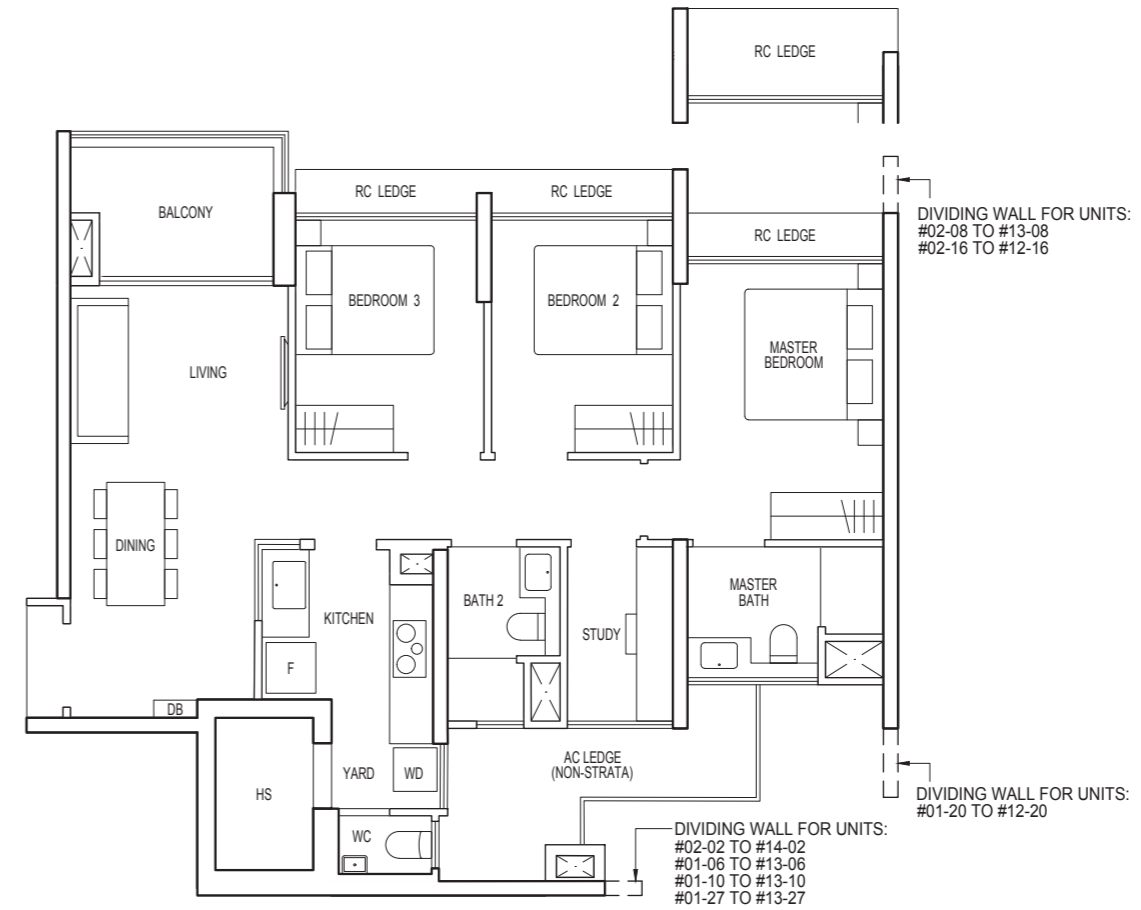 RC LEDGE
BALCONY
RC LEDGE
RC LEDGE
DIVIDING WALL FOR UNITS:
#02-08 TO #13-08
#02-16 TO #12-16
RC LEDGE
BEDROOM 3
BEDROOM 2
MASTER
BEDROOM
LIVING
DINING
KITCHEN
BATH 2
STUDY
MASTER
BATH
F
DB
HS
YARD
WD
AC LEDGE
(NON-STRATA)
WC
DIVIDING WALL FOR UNITS:
#01-20 TO #12-20
DIVIDING WALL FOR UNITS:
#02-02 TO #14-02
#01-06 TO #13-06
#01-10 TO #13-10
#01-27 TO #13-27